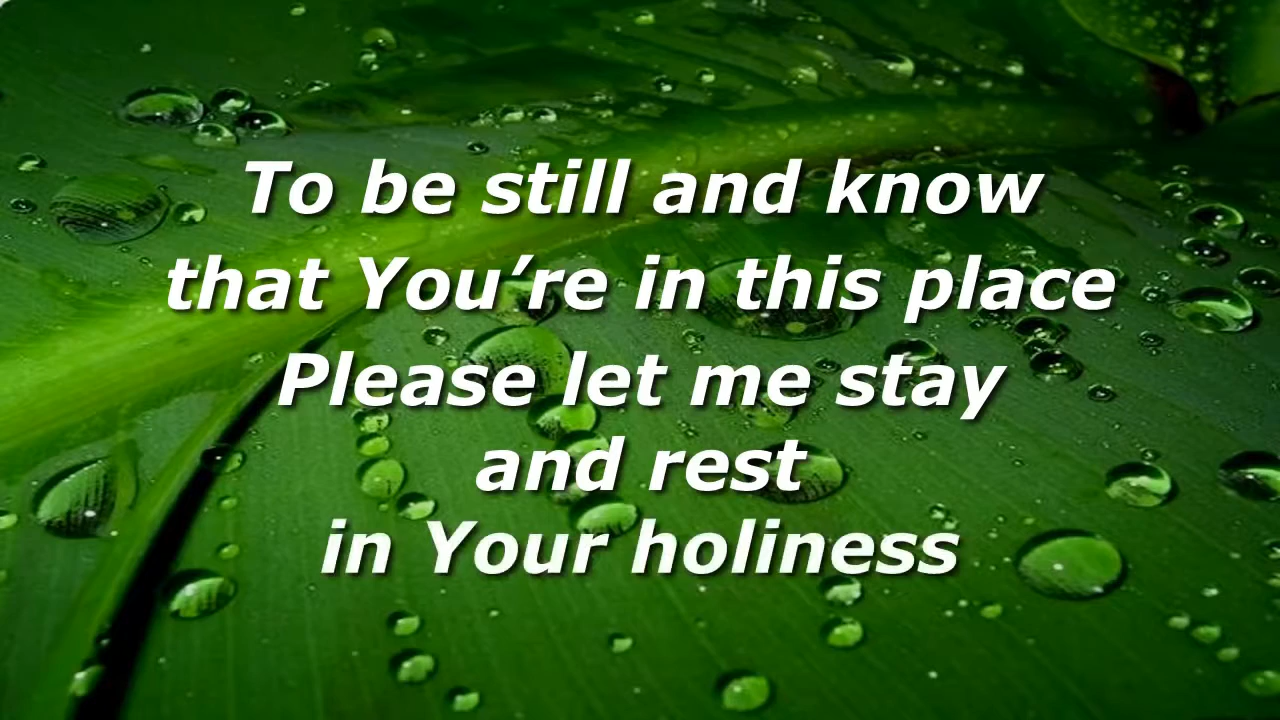 To be still and know
that You’re in this place
Please let me stay
and rest
in Your holiness